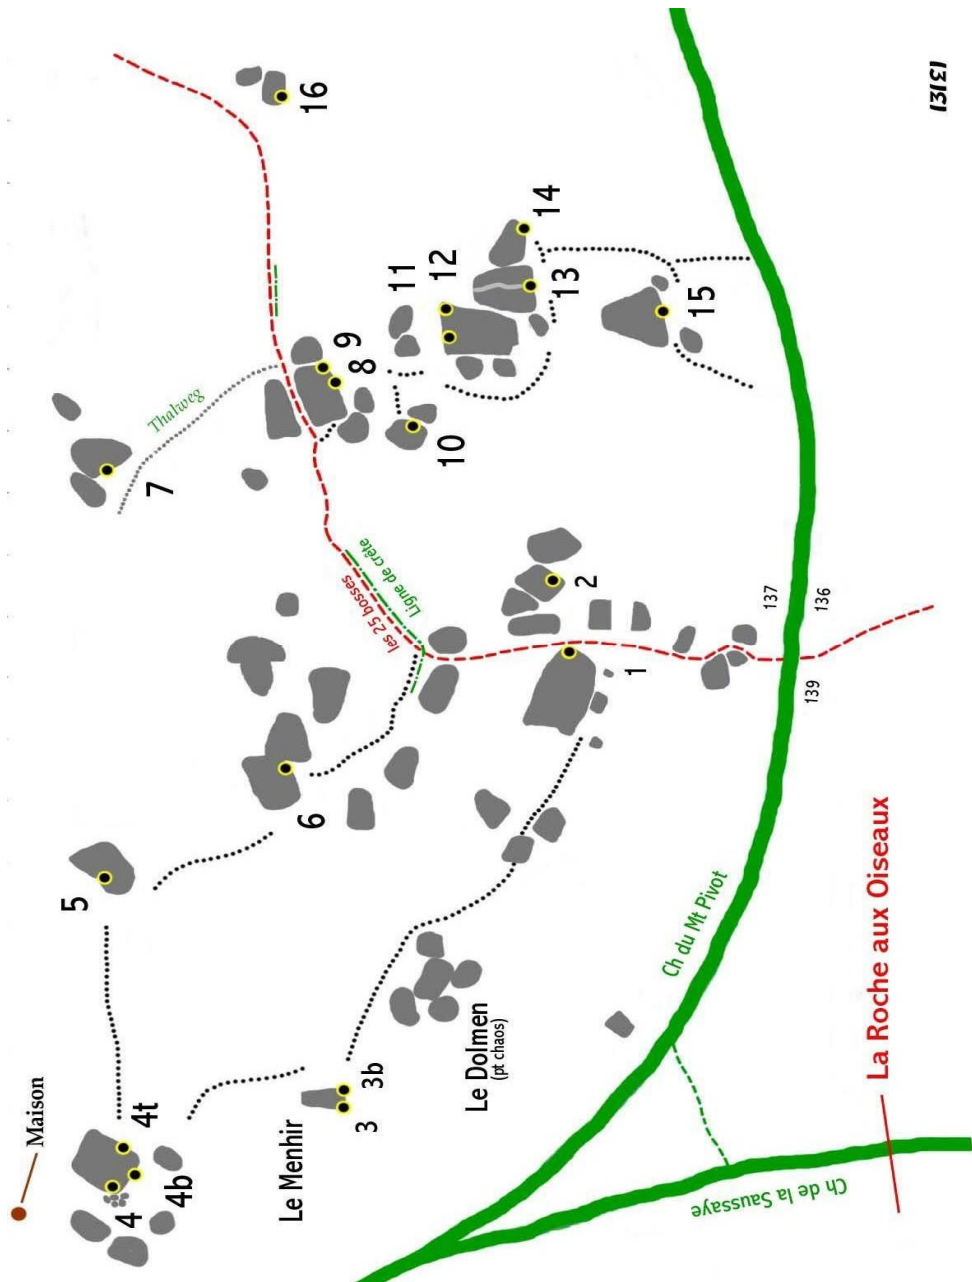 16
14
12
11
13
15
9
8
10
Thalweg
7
Ligne de crête
les 25 bosses
2
137
136
1
139
6
La Roche aux Oiseaux
5
Ch du Mt Pivot
Le Dolmen
(pt chaos)
Maison
3b
3
4t
Le Menhir
4b
4
Ch de la Saussaye